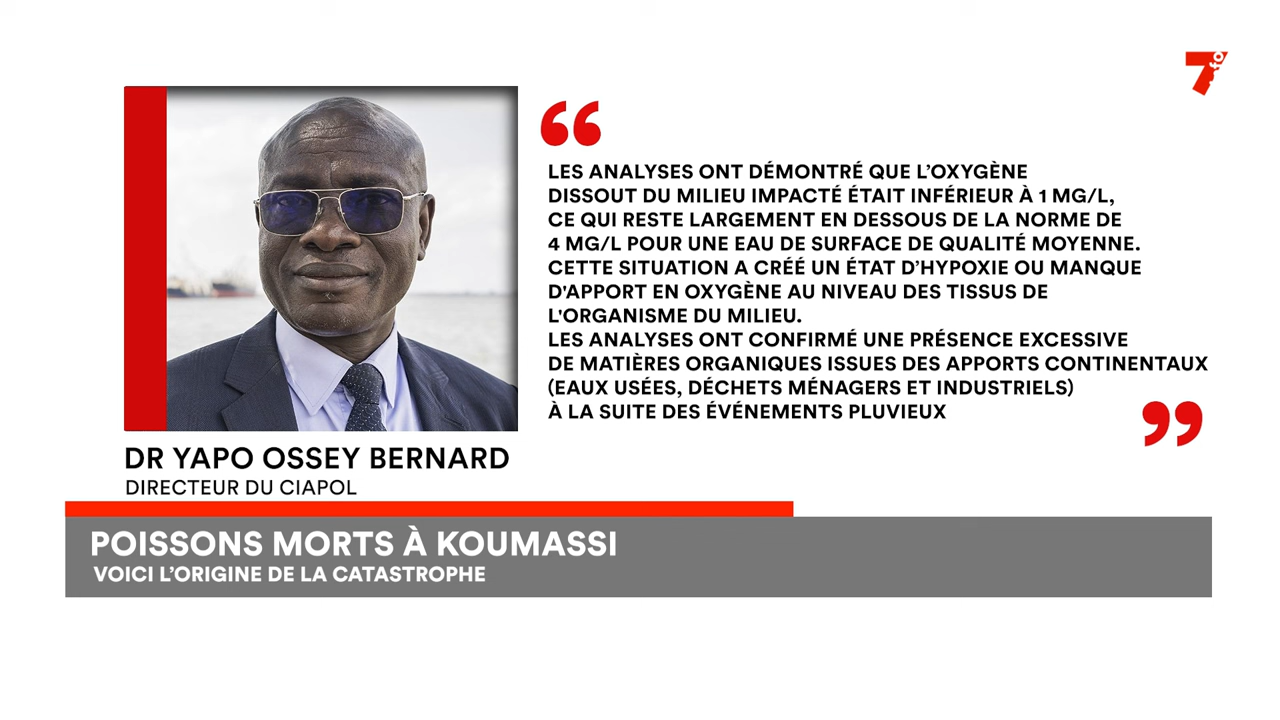 7
fo
LES ANALYSES ONT DÉMONTRÉ QUE L'OXYGÈNE
DISSOUT DU MILIEU IMPACTÉ ÉTAIT INFÉRIEUR À 1 MG/L,
CE QUI RESTE LARGEMENT EN DESSOUS DE LA NORME DE
4 MG/L POUR UNE EAU DE SURFACE DE QUALITÉ MOYENNE.
CETTE SITUATION A CRÉÉ UN ÉTAT D'HYPOXIE OU MANQUE
D'APPORT EN OXYGÈNE AU NIVEAU DES TISSUS DE
L'ORGANISME DU MILIEU.
LES ANALYSES ONT CONFIRMÉ UNE PRÉSENCE EXCESSIVE
DE MATIÈRES ORGANIQUES ISSUES DES APPORTS CONTINENTAUX
(EAUX USÉES, DÉCHETS MÉNAGERS ET INDUSTRIELS)
À LA SUITE DES ÉVÉNEMENTS PLUVIEUX
DR YAPO OSSEY BERNARD
DIRECTEUR DU CIAPOL
POISSONS MORTS À KOUMASSI
VOICI L'ORIGINE DE LA CATASTROPHE